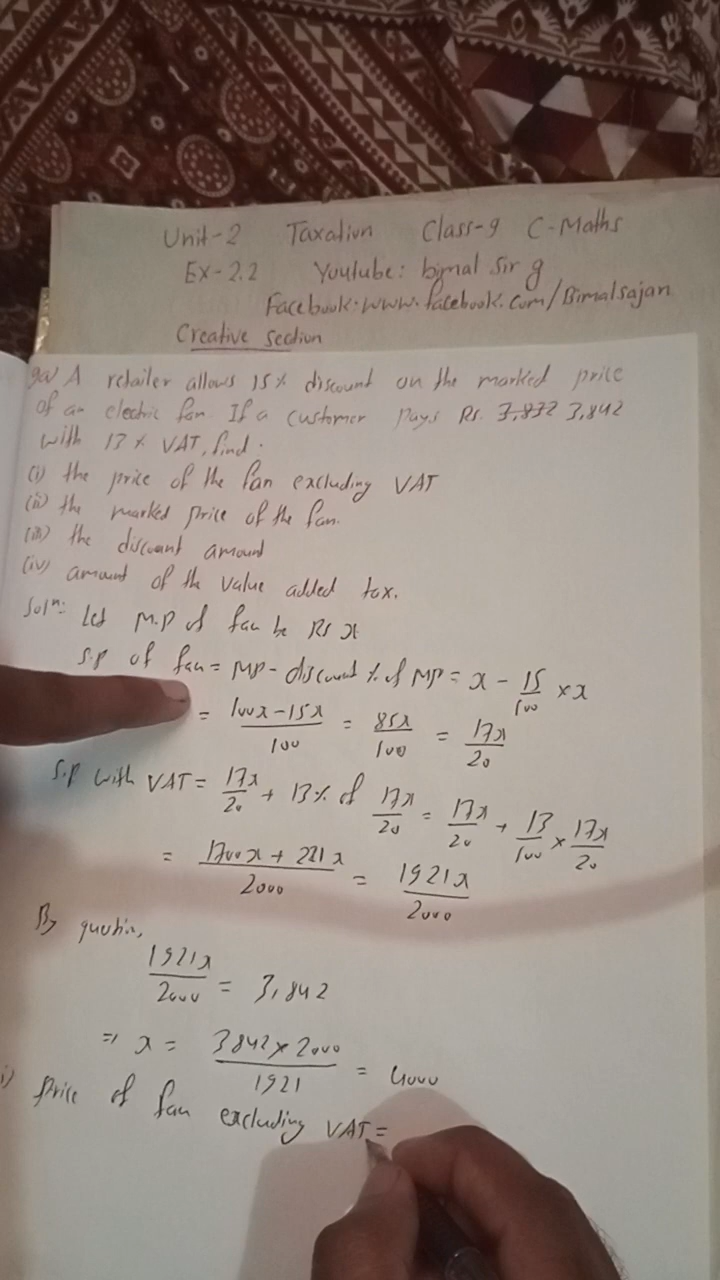 Unit-2 Taxation Class-9 C-Maths
Ex-2.2 Youtube: bimal sir g
Facebook:www.facebook.com/Bimalsajan
Creative section
9a) A retailer allows 15% discount on the marked price
of an electric fan. If a customer pays Rs. 3,832 3,842
with 13% VAT, find.
(i) the price of the fan excluding VAT
(ii) the marked price of the fan.
(iii) the discount amount
(iv) amount of the value added tax.
Solⁿ: Let M.P of fan be Rs x
S.P of fan = MP - discount % of MP = x - 15/100 × x
= 100x-15x/100 = 85x/100 = 17x/20
S.P with VAT = 17x/20 + 13% of 17x/20 = 17x/20 + 13/100 × 17x/20
= 1700x + 221x/2000 = 1921x/2000
By question,
1921x/2000 = 3,842
⇒ x = 3842×2000/1921 = 4000
i) Price of fan excluding VAT =